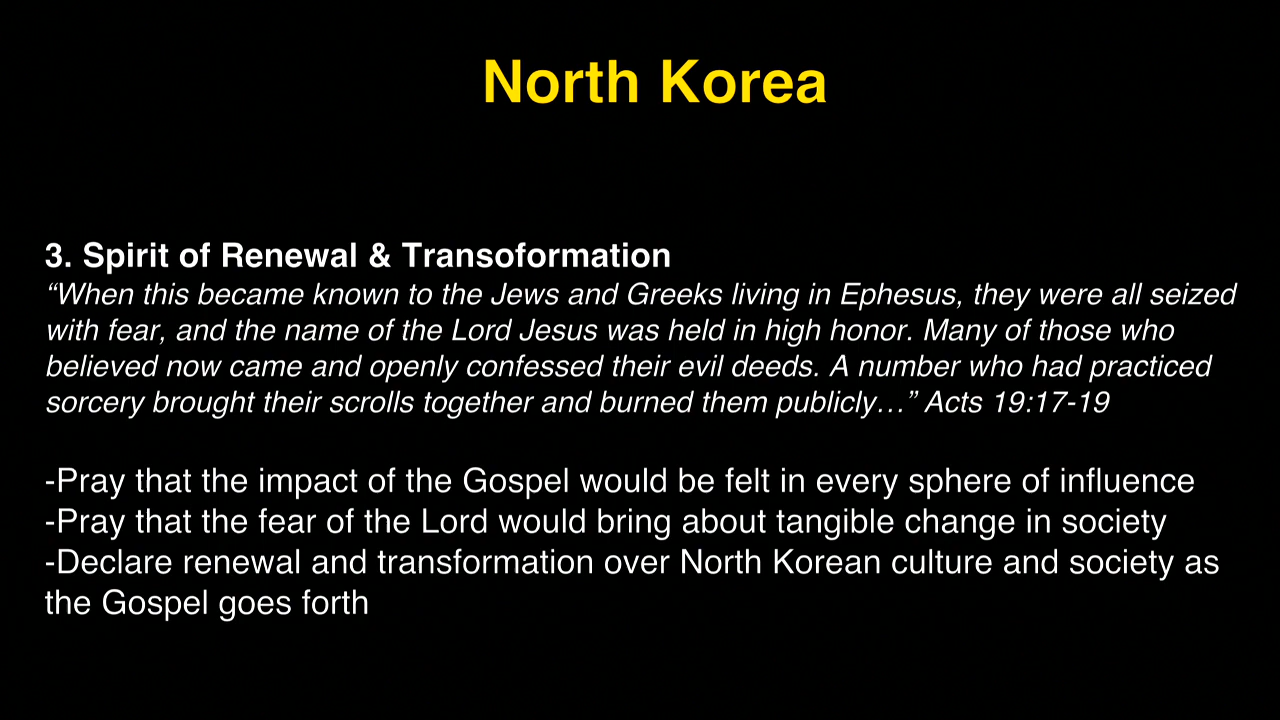 North Korea
3. Spirit of Renewal & Transoformation
“When this became known to the Jews and Greeks living in Ephesus, they were all seized
with fear, and the name of the Lord Jesus was held in high honor. Many of those who
believed now came and openly confessed their evil deeds. A number who had practiced
sorcery brought their scrolls together and burned them publicly…” Acts 19:17-19
-Pray that the impact of the Gospel would be felt in every sphere of influence
-Pray that the fear of the Lord would bring about tangible change in society
-Declare renewal and transformation over North Korean culture and society as
the Gospel goes forth